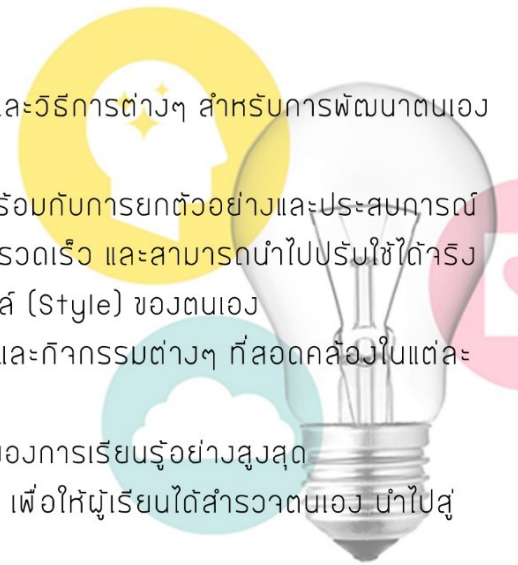 และวิธีการต่างๆ สำหรับการพัฒนาตนเอง
ร้อมกับการยกตัวอย่างและประสบการณ์
รวดเร็ว และสามารถนำไปปรับใช้ได้จริง
ล์ (Style) ของตนเอง
และกิจกรรมต่างๆ ที่สอดคล้องในแต่ละ
ของการเรียนรู้อย่างสูงสุด
เพื่อให้ผู้เรียนได้สำรวจตนเอง นำไปสู่